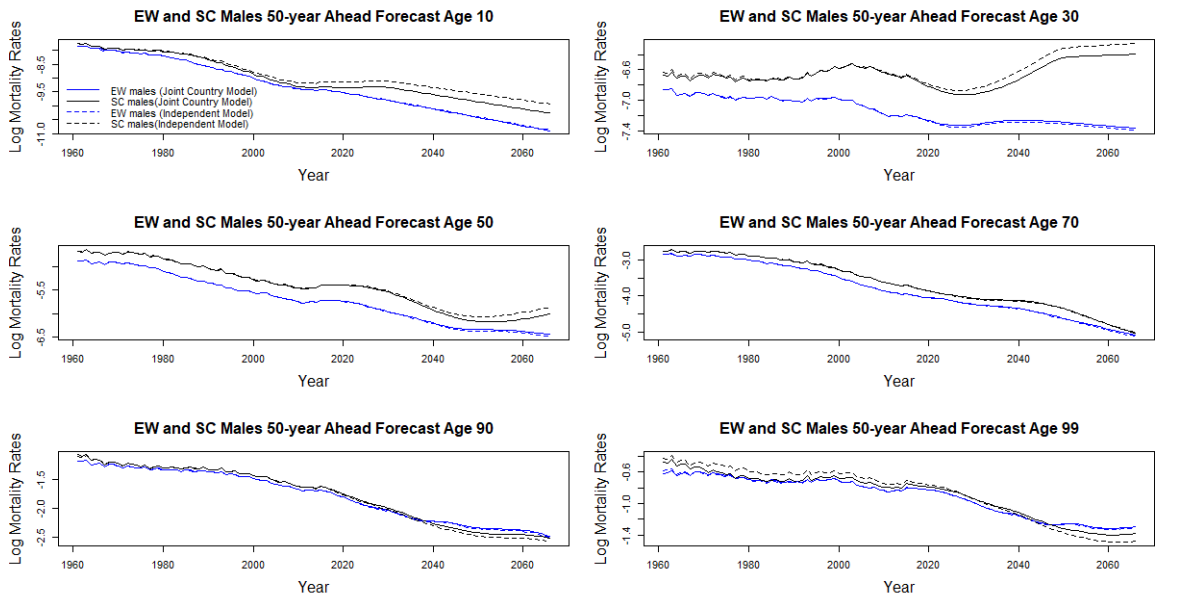 EW and SC Males 50-year Ahead Forecast Age 10
Log Mortality Rates
-8.5
-9.5
-11.0
EW males (Joint Country Model)
SC males(Joint Country Model)
EW males (Independent Model)
SC males(Independent Model)
1960 1980 2000 2020 2040 2060
Year
EW and SC Males 50-year Ahead Forecast Age 30
Log Mortality Rates
-6.6
-7.0
-7.4
1960 1980 2000 2020 2040 2060
Year
EW and SC Males 50-year Ahead Forecast Age 50
Log Mortality Rates
-5.5
-6.5
1960 1980 2000 2020 2040 2060
Year
EW and SC Males 50-year Ahead Forecast Age 70
Log Mortality Rates
-3.0
-4.0
-5.0
1960 1980 2000 2020 2040 2060
Year
EW and SC Males 50-year Ahead Forecast Age 90
Log Mortality Rates
-1.5
-2.0
-2.5
1960 1980 2000 2020 2040 2060
Year
EW and SC Males 50-year Ahead Forecast Age 99
Log Mortality Rates
-0.6
-1.0
-1.4
1960 1980 2000 2020 2040 2060
Year